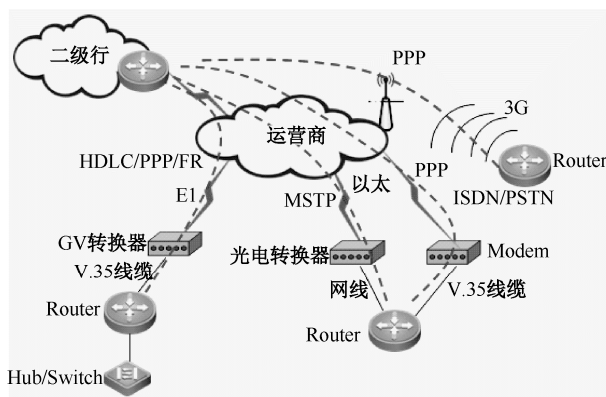 二级行
PPP
3G
运营商
Router
HDLC/PPP/FR
以太
PPP
ISDN/PSTN
E1
MSTP
GV转换器
光电转换器
Modem
V.35线缆
网线
V.35线缆
Router
Router
Hub/Switch